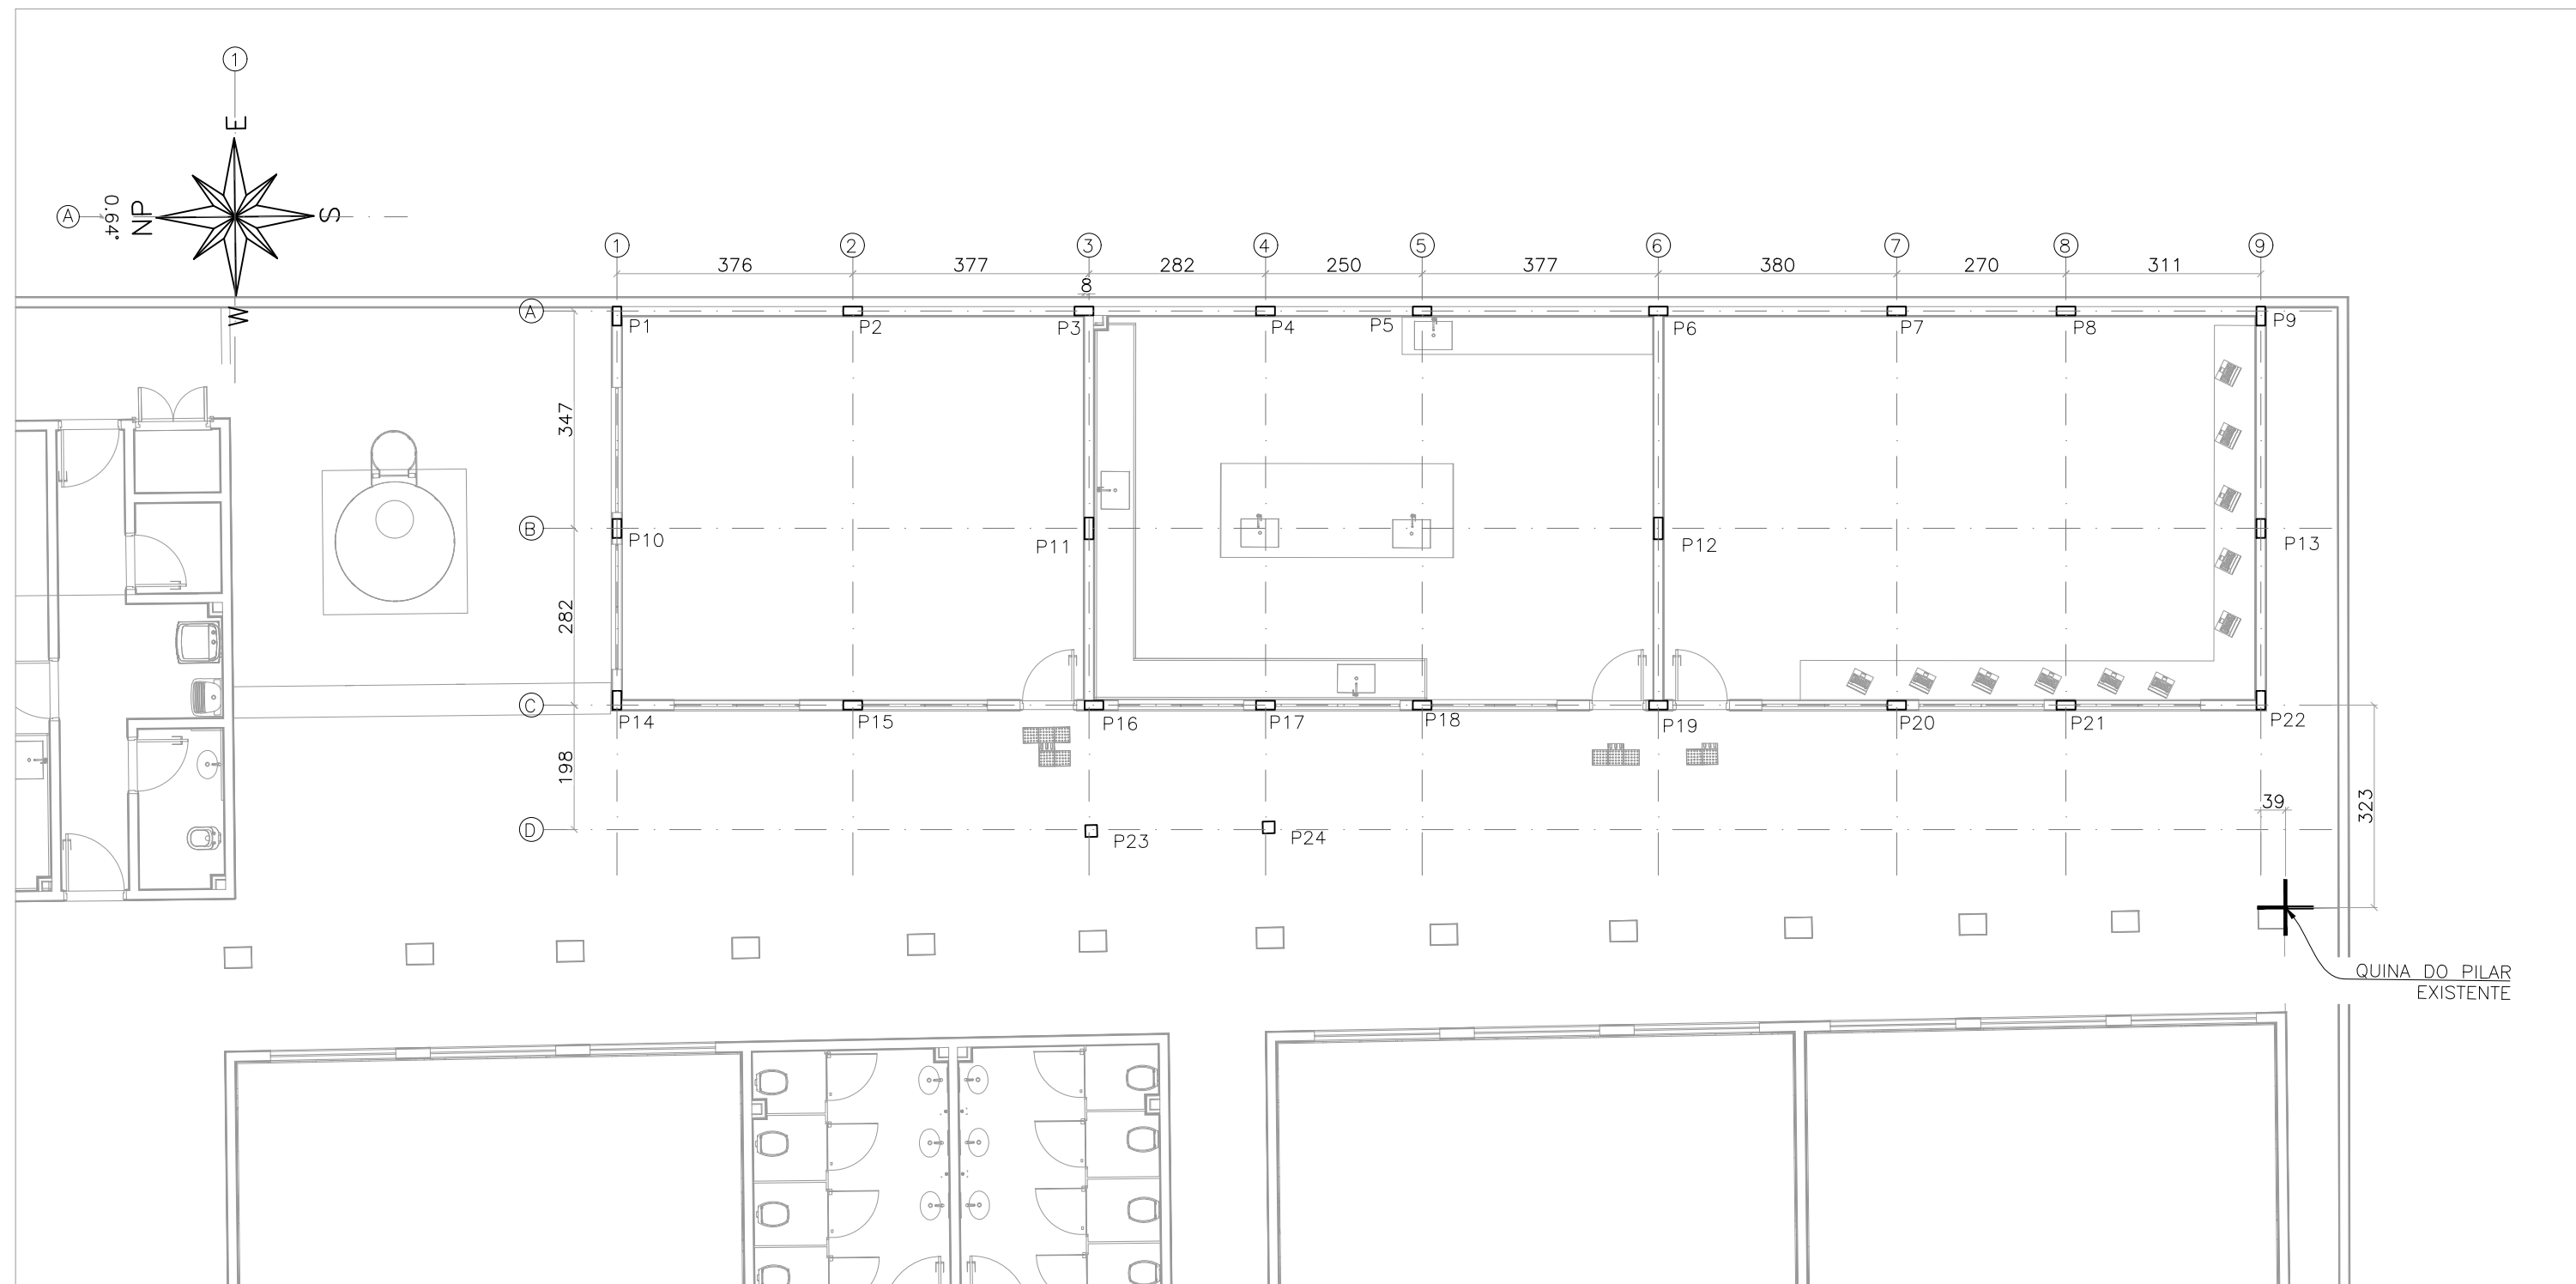 1
E
A
0.64°
NP
S
W
1 2 3 4 5 6 7 8 9
376 377 282 250 377 380 270 311
8
A
P1 P2 P3 P4 P5 P6 P7 P8 P9
347
B
P10 P11 P12 P13
282
C
P14 P15 P16 P17 P18 P19 P20 P21 P22
198
39
323
D
P23 P24
QUINA DO PILAR
EXISTENTE